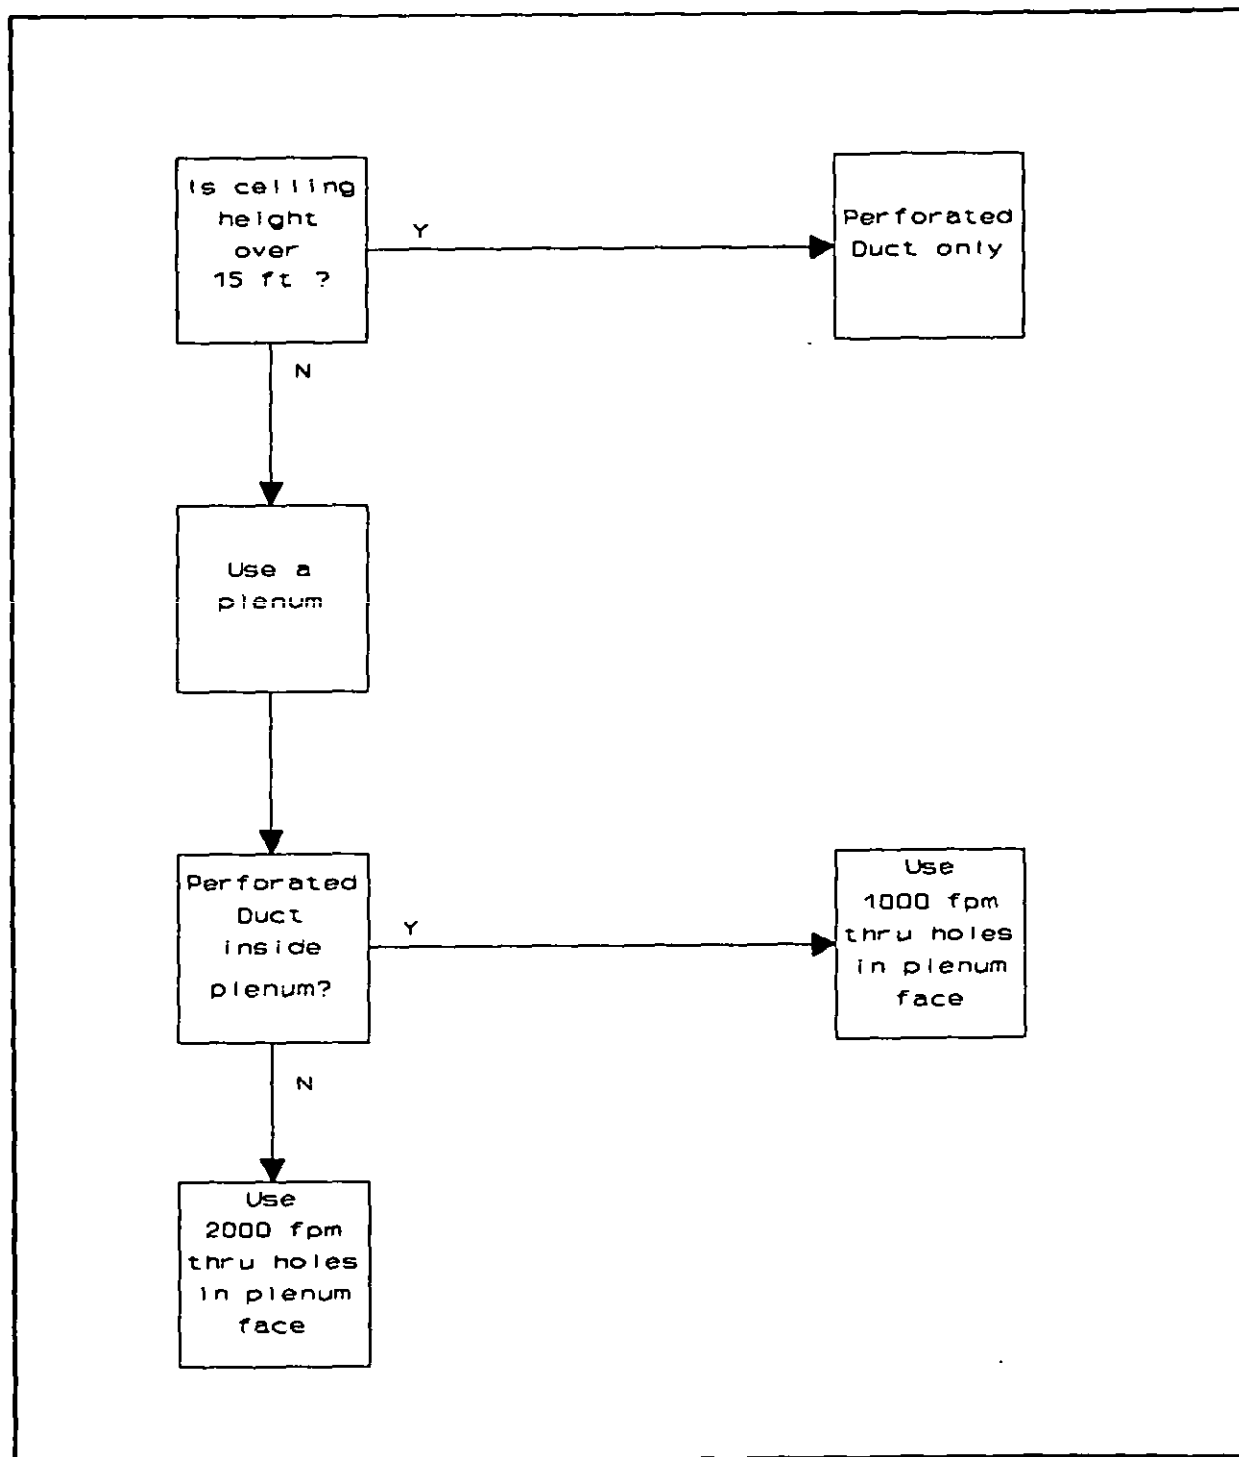 Is ceiling
height
over
15 ft ?
Y
Perforated
Duct only
N
Use a
plenum
Perforated
Duct
inside
plenum?
Y
Use
1000 fpm
thru holes
in plenum
face
N
Use
2000 fpm
thru holes
in plenum
face